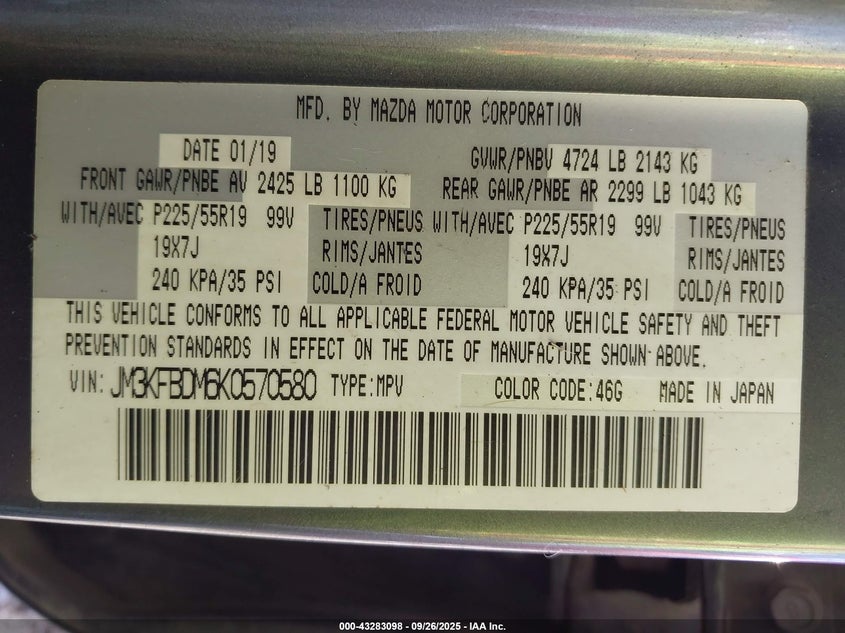 MFD. BY MAZDA MOTOR CORPORATION
DATE 01/19 GVWR/PNBV 4724 LB 2143 KG
FRONT GAWR/PNBE AV 2425 LB 1100 KG REAR GAWR/PNBE AR 2299 LB 1043 KG
WITH/AVEC P225/55R19 99V TIRES/PNEUS WITH/AVEC P225/55R19 99V TIRES/PNEUS
19X7J RIMS/JANTES 19X7J RIMS/JANTES
240 KPA/35 PSI COLD/A FROID 240 KPA/35 PSI COLD/A FROID
THIS VEHICLE CONFORMS TO ALL APPLICABLE FEDERAL MOTOR VEHICLE SAFETY AND THEFT
PREVENTION STANDARDS IN EFFECT ON THE DATE OF MANUFACTURE SHOWN ABOVE.
VIN: JM3KFBDM6K0570580 TYPE:MPV COLOR CODE:46G MADE IN JAPAN
000-43283098 - 09/26/2025 - IAA Inc.